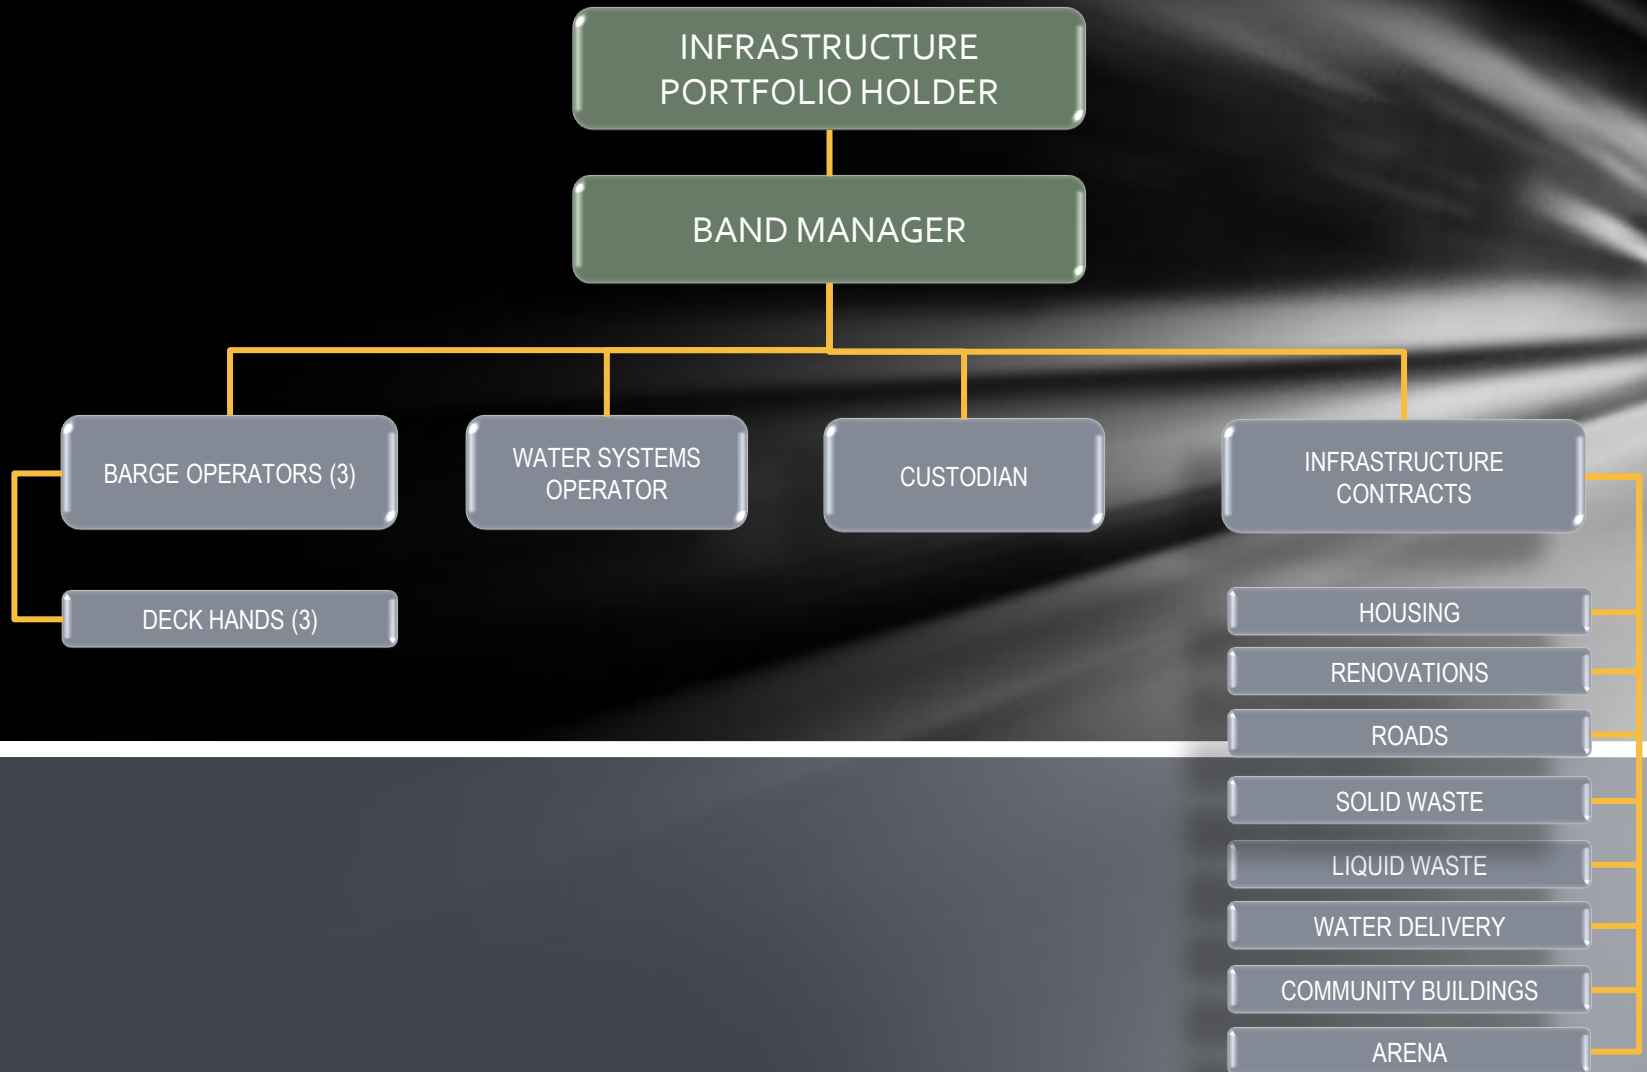 INFRASTRUCTURE
PORTFOLIO HOLDER
BAND MANAGER
BARGE OPERATORS (3)
WATER SYSTEMS
OPERATOR
CUSTODIAN
INFRASTRUCTURE
CONTRACTS
DECK HANDS (3)
HOUSING
RENOVATIONS
ROADS
SOLID WASTE
LIQUID WASTE
WATER DELIVERY
COMMUNITY BUILDINGS
ARENA